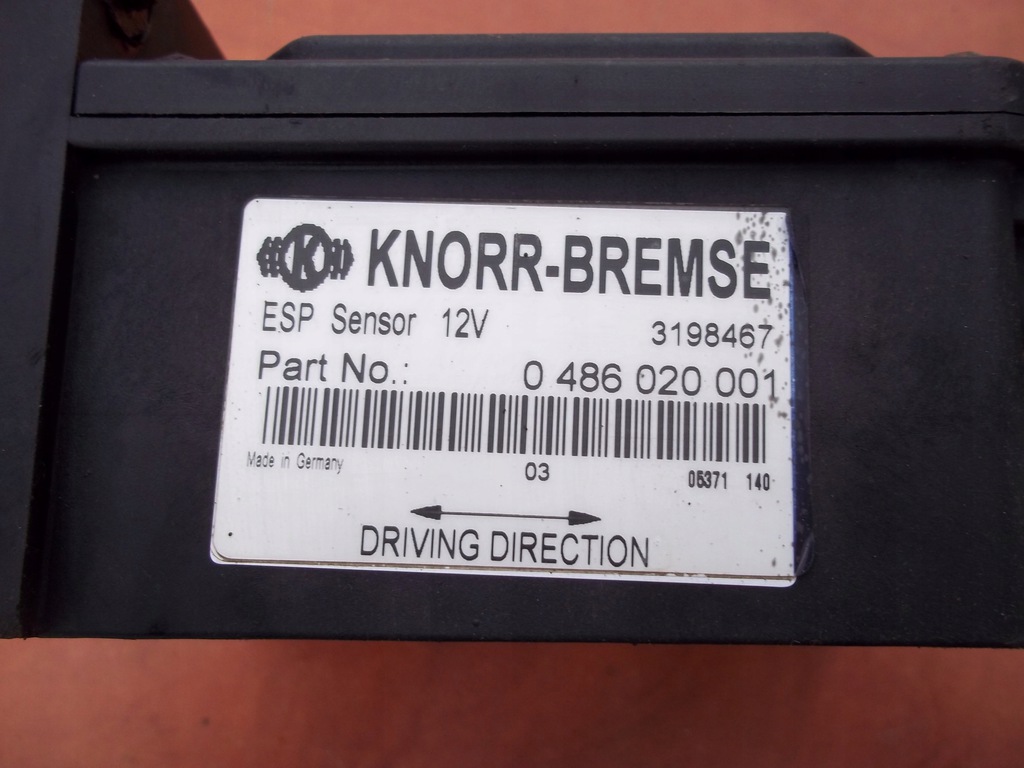 K KNORR-BREMSE
ESP Sensor 12V 3198467
Part No.: 0 486 020 001
Made in Germany 03 05371 140
DRIVING DIRECTION